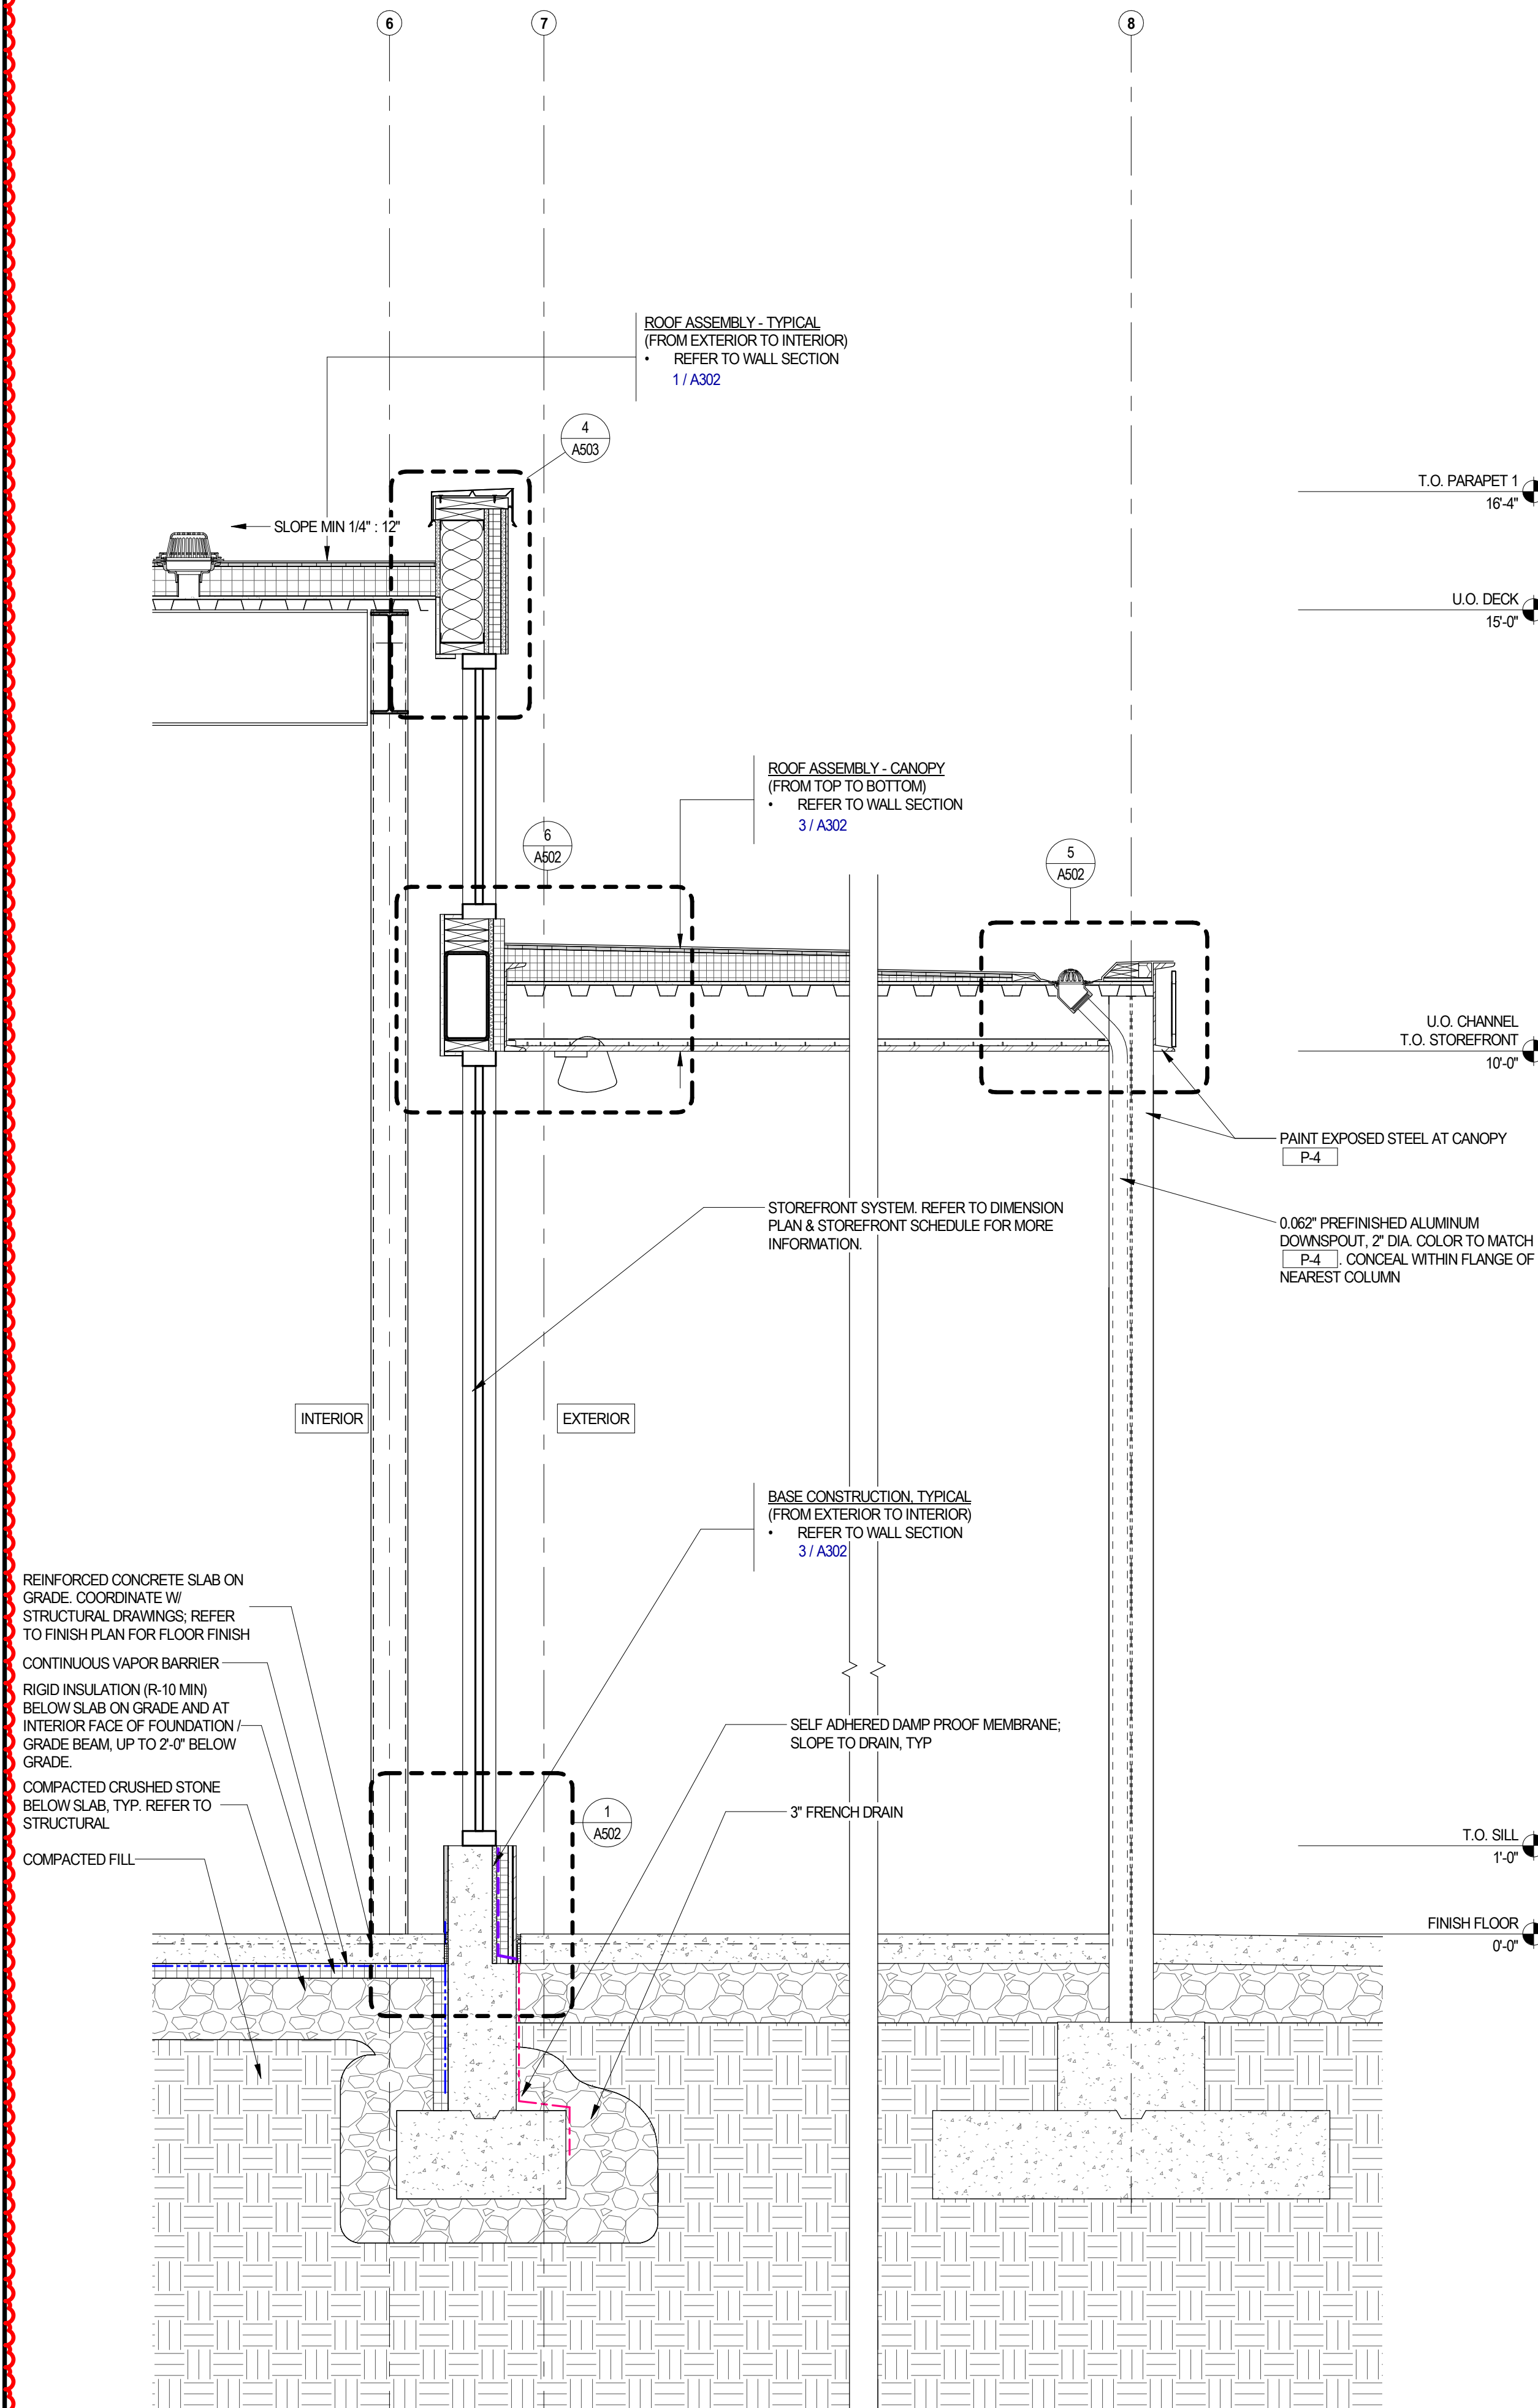 6
7
8
ROOF ASSEMBLY - TYPICAL
(FROM EXTERIOR TO INTERIOR)
• REFER TO WALL SECTION
1 / A302
4
A503
T.O. PARAPET 1
16'-4"
SLOPE MIN 1/4" : 12"
U.O. DECK
15'-0"
ROOF ASSEMBLY - CANOPY
(FROM TOP TO BOTTOM)
• REFER TO WALL SECTION
3 / A302
6
A502
5
A502
U.O. CHANNEL
T.O. STOREFRONT
10'-0"
PAINT EXPOSED STEEL AT CANOPY
P-4
STOREFRONT SYSTEM. REFER TO DIMENSION
PLAN & STOREFRONT SCHEDULE FOR MORE
INFORMATION.
0.062" PREFINISHED ALUMINUM
DOWNSPOUT, 2" DIA. COLOR TO MATCH
P-4 . CONCEAL WITHIN FLANGE OF
NEAREST COLUMN
INTERIOR
EXTERIOR
BASE CONSTRUCTION, TYPICAL
(FROM EXTERIOR TO INTERIOR)
• REFER TO WALL SECTION
3 / A302
REINFORCED CONCRETE SLAB ON
GRADE. COORDINATE W/
STRUCTURAL DRAWINGS; REFER
TO FINISH PLAN FOR FLOOR FINISH
CONTINUOUS VAPOR BARRIER
RIGID INSULATION (R-10 MIN)
BELOW SLAB ON GRADE AND AT
INTERIOR FACE OF FOUNDATION /
GRADE BEAM, UP TO 2'-0" BELOW
GRADE.
COMPACTED CRUSHED STONE
BELOW SLAB, TYP. REFER TO
STRUCTURAL
COMPACTED FILL
SELF ADHERED DAMP PROOF MEMBRANE;
SLOPE TO DRAIN, TYP
3" FRENCH DRAIN
1
A502
T.O. SILL
1'-0"
FINISH FLOOR
0'-0"